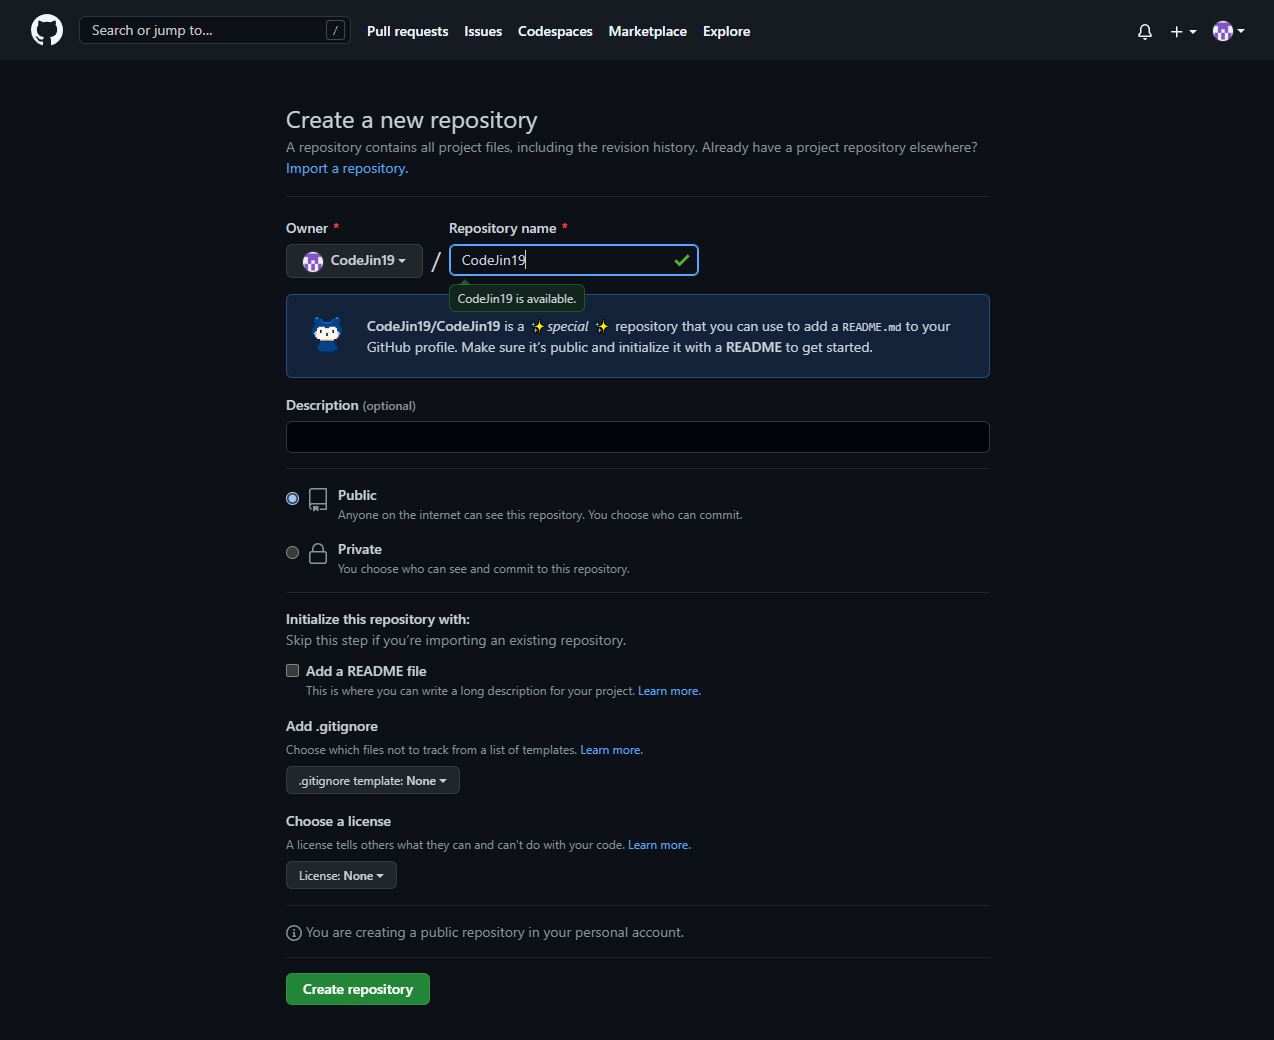 Search or jump to... /
Pull requests Issues Codespaces Marketplace Explore
Create a new repository
A repository contains all project files, including the revision history. Already have a project repository elsewhere?
Import a repository.
Owner * Repository name *
CodeJin19 / CodeJin19
CodeJin19 is available.
CodeJin19/CodeJin19 is a ✨ special ✨ repository that you can use to add a README.md to your
GitHub profile. Make sure it's public and initialize it with a README to get started.
Description (optional)
Public
Anyone on the internet can see this repository. You choose who can commit.
Private
You choose who can see and commit to this repository.
Initialize this repository with:
Skip this step if you're importing an existing repository.
Add a README file
This is where you can write a long description for your project. Learn more.
Add .gitignore
Choose which files not to track from a list of templates. Learn more.
.gitignore template: None
Choose a license
A license tells others what they can and can't do with your code. Learn more.
License: None
You are creating a public repository in your personal account.
Create repository